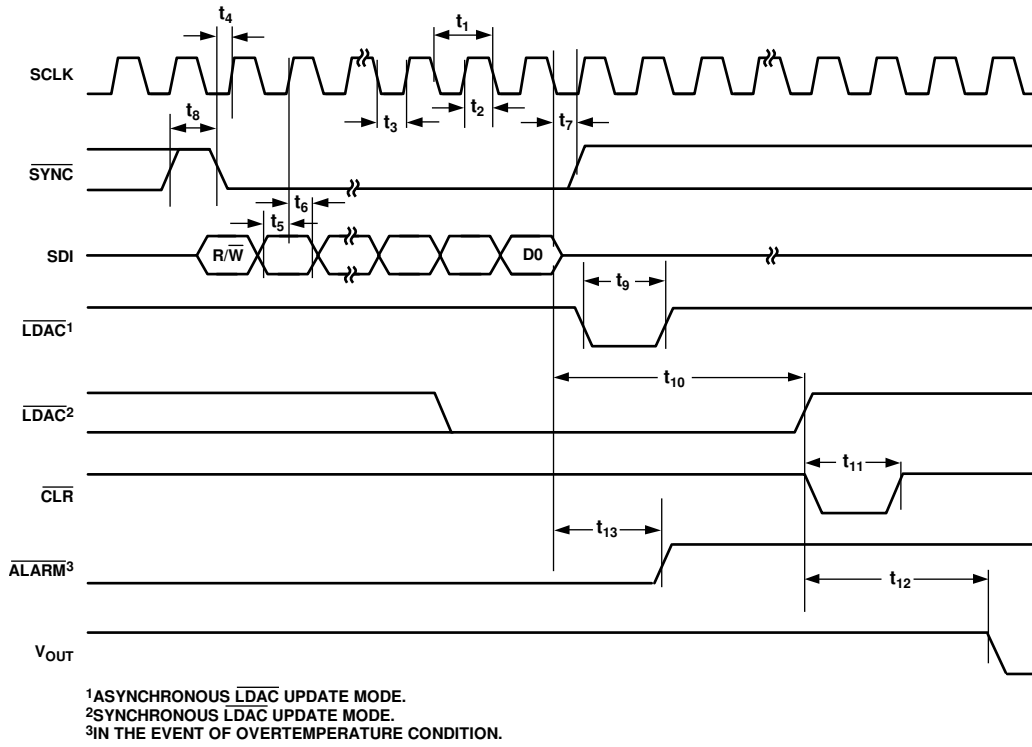 t4
t1
SCLK
t8
t3
t2
t7
SYNC
t6
t5
SDI
R/W
D0
t9
LDAC1
t10
LDAC2
t11
CLR
t13
ALARM3
t12
VOUT
1ASYNCHRONOUS LDAC UPDATE MODE.
2SYNCHRONOUS LDAC UPDATE MODE.
3IN THE EVENT OF OVERTEMPERATURE CONDITION.